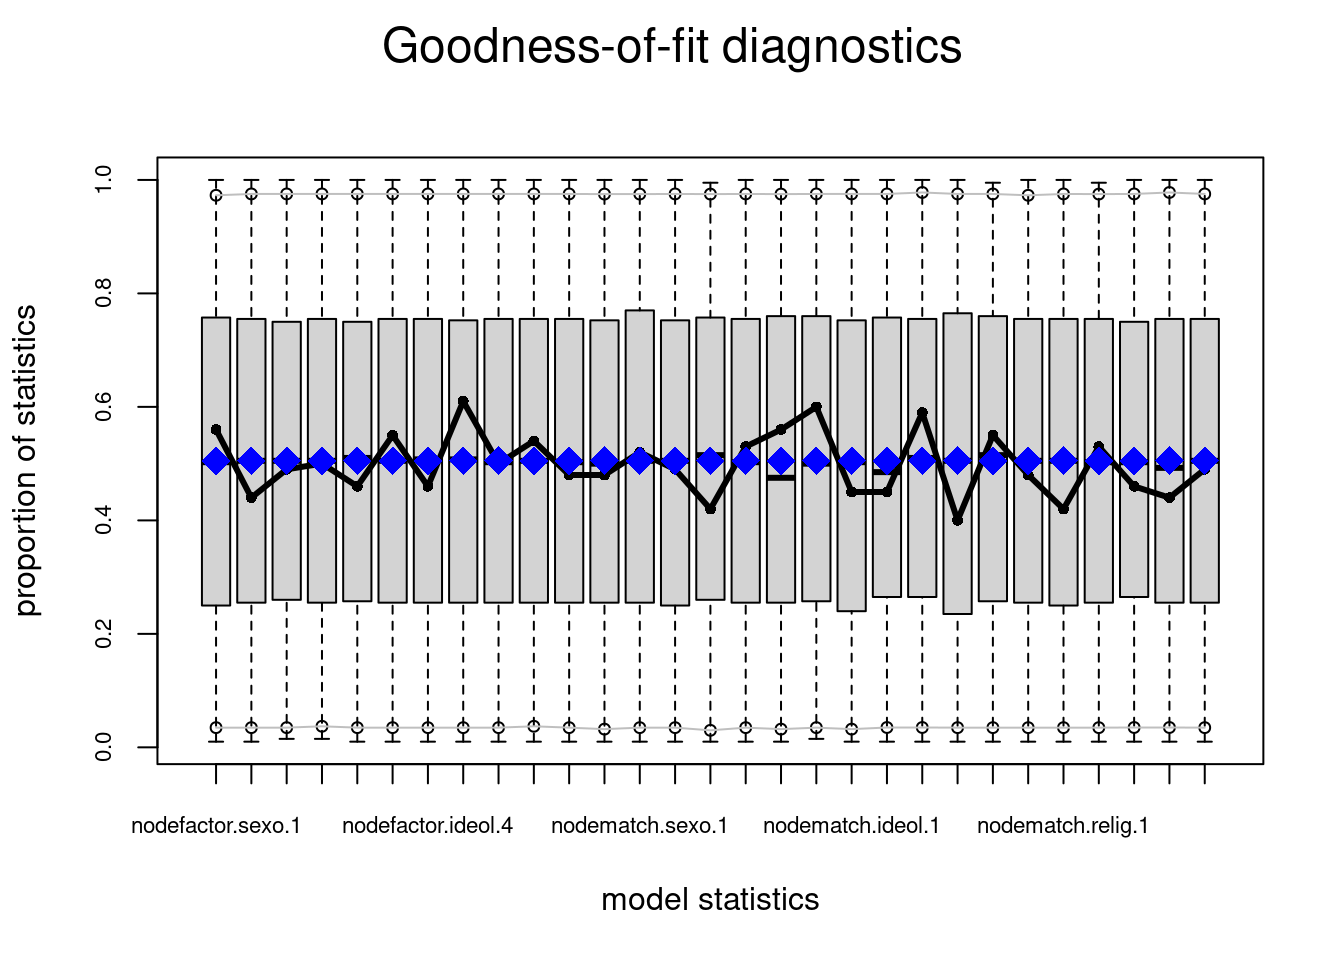 Goodness-of-fit diagnostics
proportion of statistics
1.0
0.8
0.6
0.4
0.2
0.0
nodefactor.sexo.1 nodefactor.ideol.4 nodematch.sexo.1 nodematch.ideol.1 nodematch.relig.1
model statistics